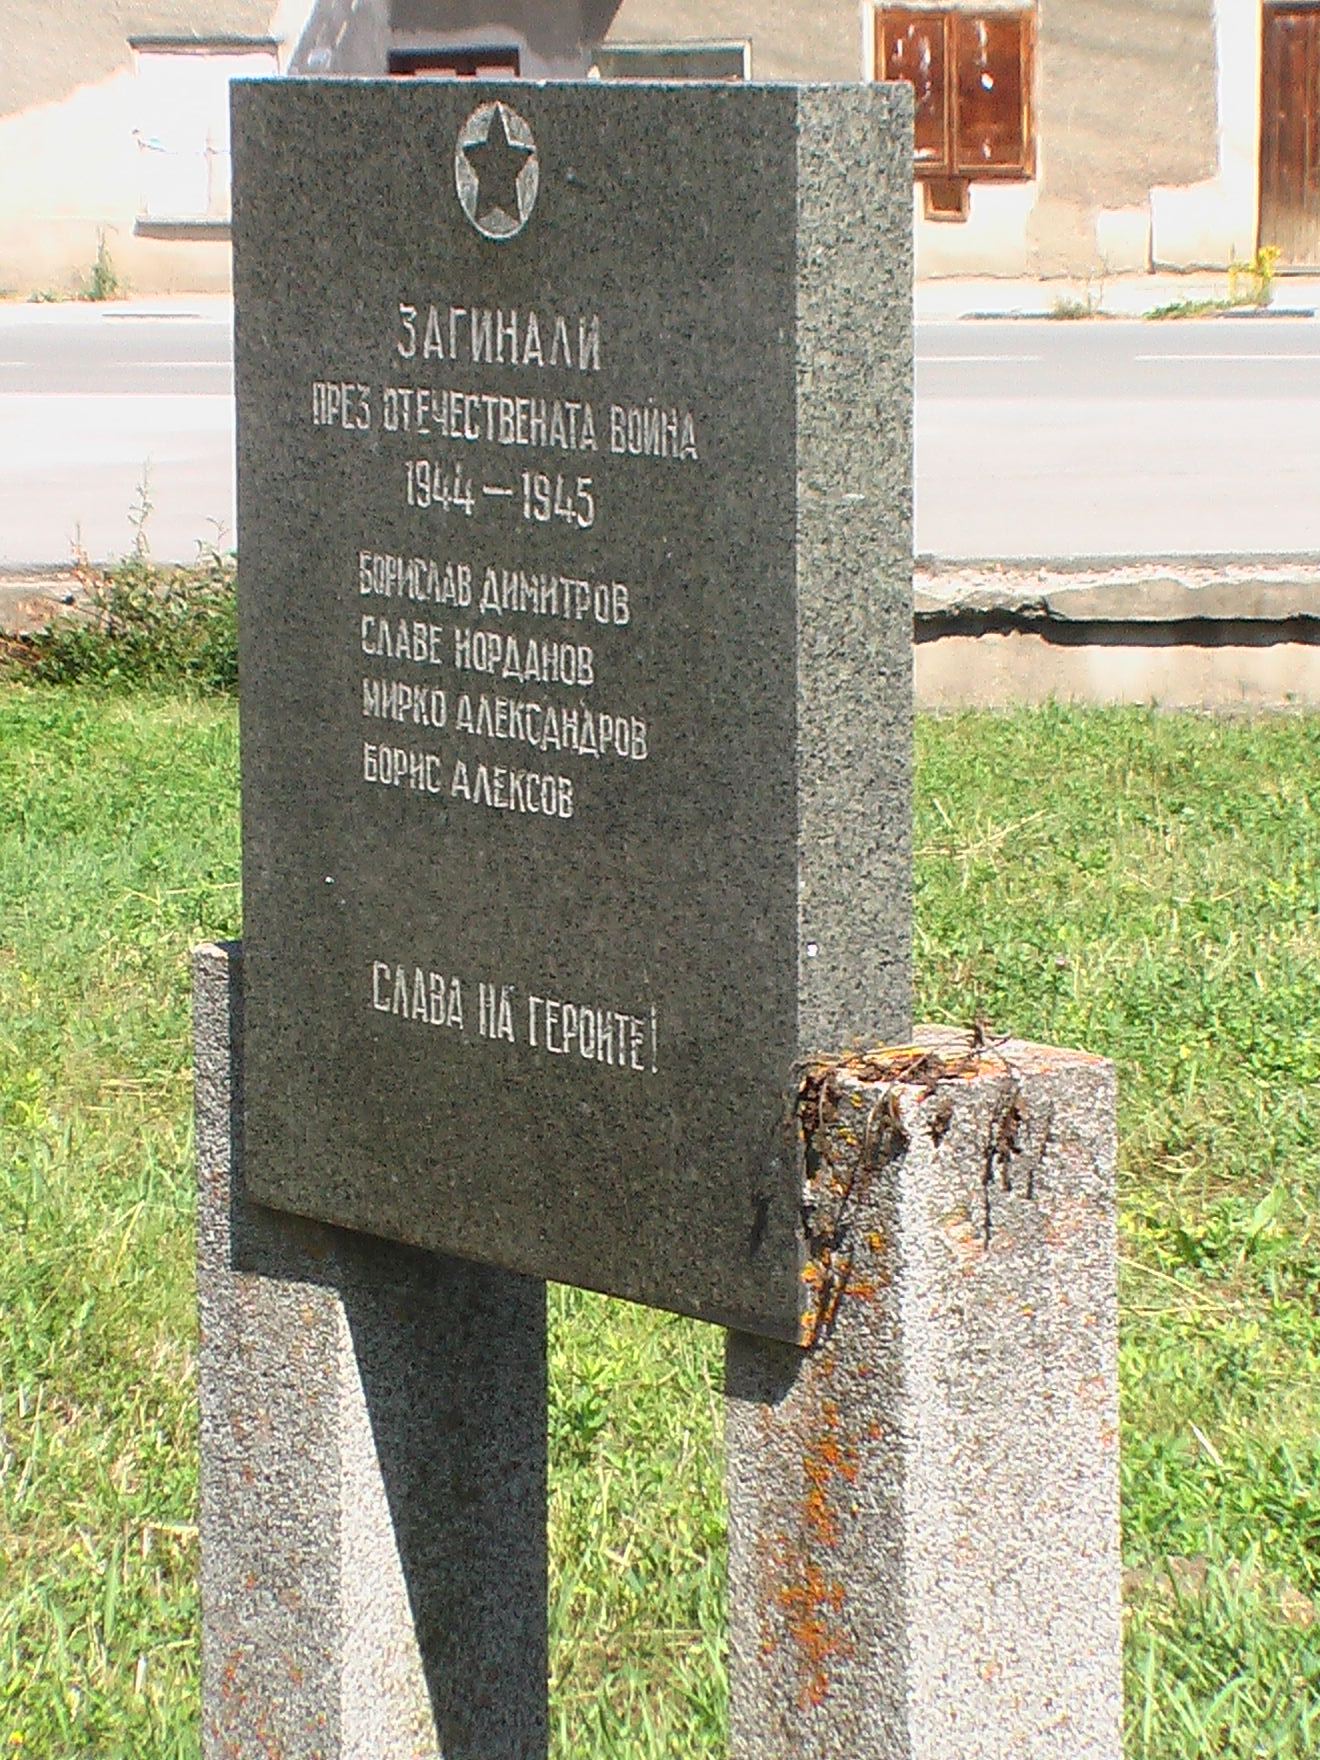 ЗАГИНАЛИ
ПРЕЗ ОТЕЧЕСТВЕНАТА ВОЙНА
1944 – 1945
БОРИСЛАВ ДИМИТРОВ
СЛАВЕ ЙОРДАНОВ
МИРКО АЛЕКСАНДРОВ
БОРИС АЛЕКСОВ
СЛАВА НА ГЕРОИТЕ!